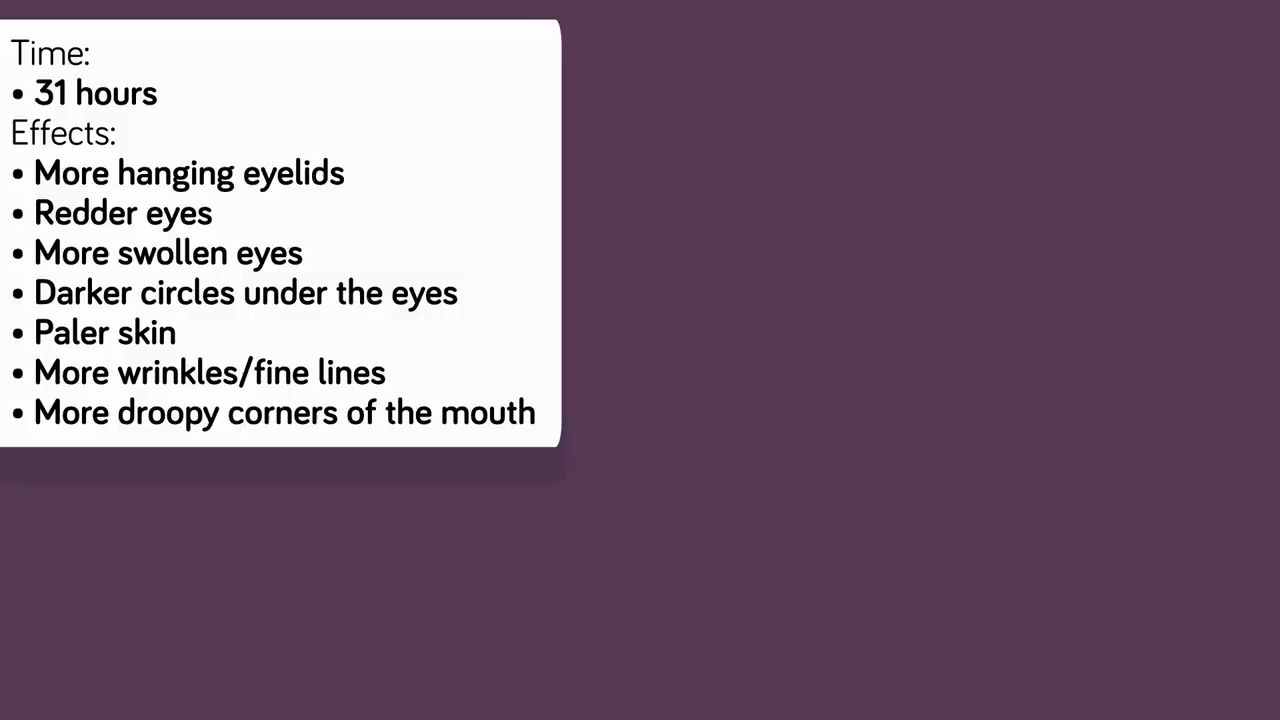 Time:
• 31 hours
Effects:
• More hanging eyelids
• Redder eyes
• More swollen eyes
• Darker circles under the eyes
• Paler skin
• More wrinkles/fine lines
• More droopy corners of the mouth